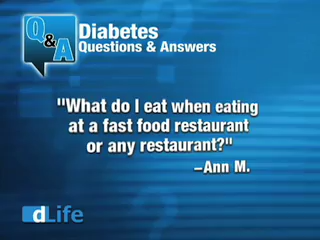 Q&A
Diabetes
Questions & Answers
"What do I eat when eating
at a fast food restaurant
or any restaurant?"
–Ann M.
dLife